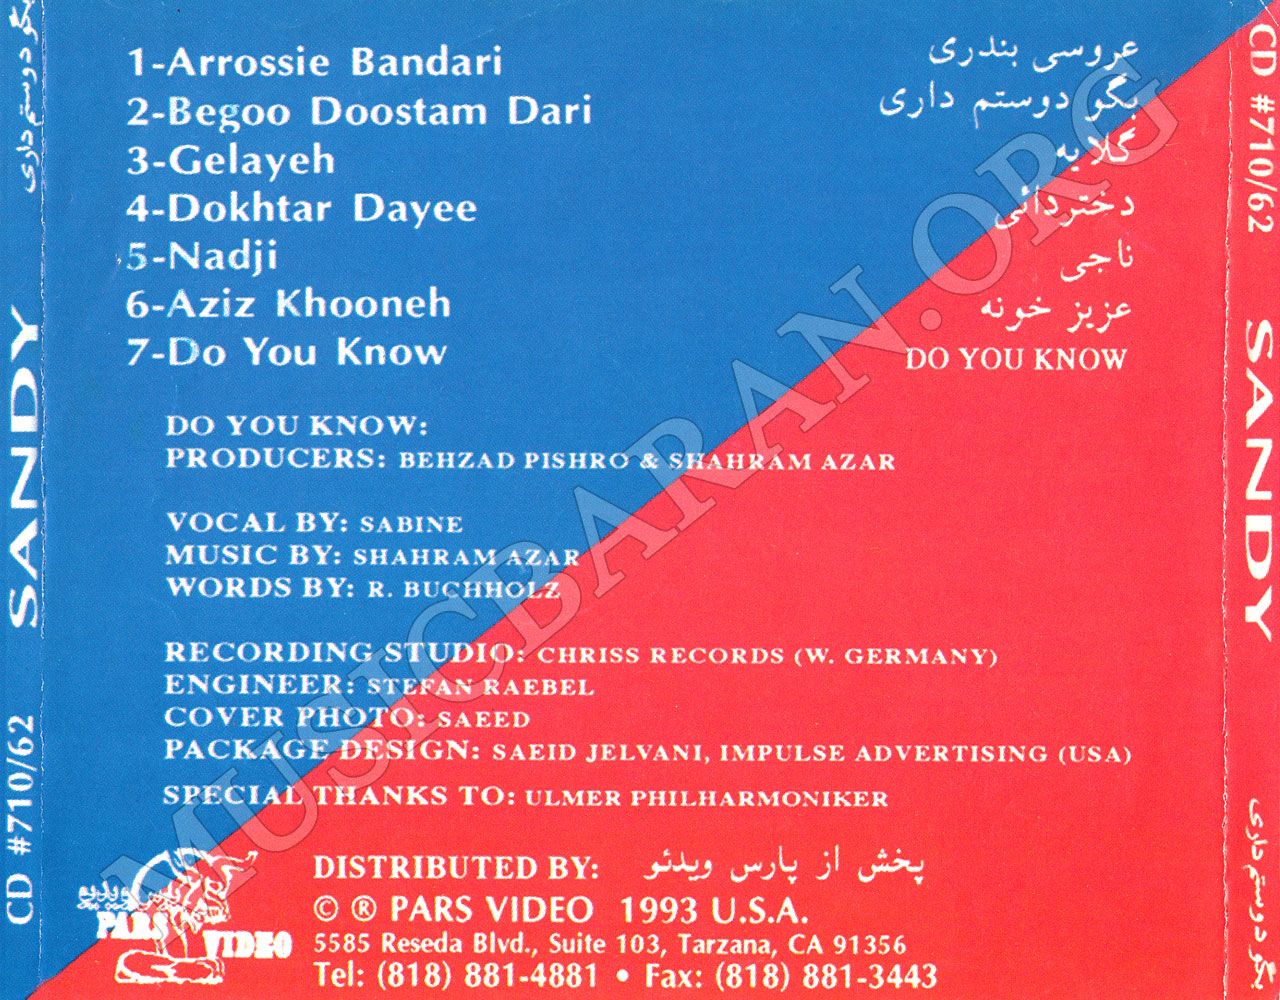 1-Arrossie Bandari عروسی بندری
2-Begoo Doostam Dari بگو دوستم داری
3-Gelayeh گلایه
4-Dokhtar Dayee دختردائی
5-Nadji ناجی
6-Aziz Khooneh عزیز خونه
7-Do You Know DO YOU KNOW
DO YOU KNOW:
PRODUCERS: BEHZAD PISHRO & SHAHRAM AZAR
VOCAL BY: SABINE
MUSIC BY: SHAHRAM AZAR
WORDS BY: R. BUCHHOLZ
RECORDING STUDIO: CHRISS RECORDS (W. GERMANY)
ENGINEER: STEFAN RAEBEL
COVER PHOTO: SAEED
PACKAGE DESIGN: SAEID JELVANI, IMPULSE ADVERTISING (USA)
SPECIAL THANKS TO: ULMER PHILHARMONIKER
DISTRIBUTED BY: پخش از پارس ویدئو
© ® PARS VIDEO 1993 U.S.A.
5585 Reseda Blvd., Suite 103, Tarzana, CA 91356
Tel: (818) 881-4881 • Fax: (818) 881-3443
پارس ویدیو
PARS VIDEO
CD #710/62 SANDY بگو دوستم داری
CD #710/62 SANDY بگو دوستم داری
MUSICBARAN.ORG